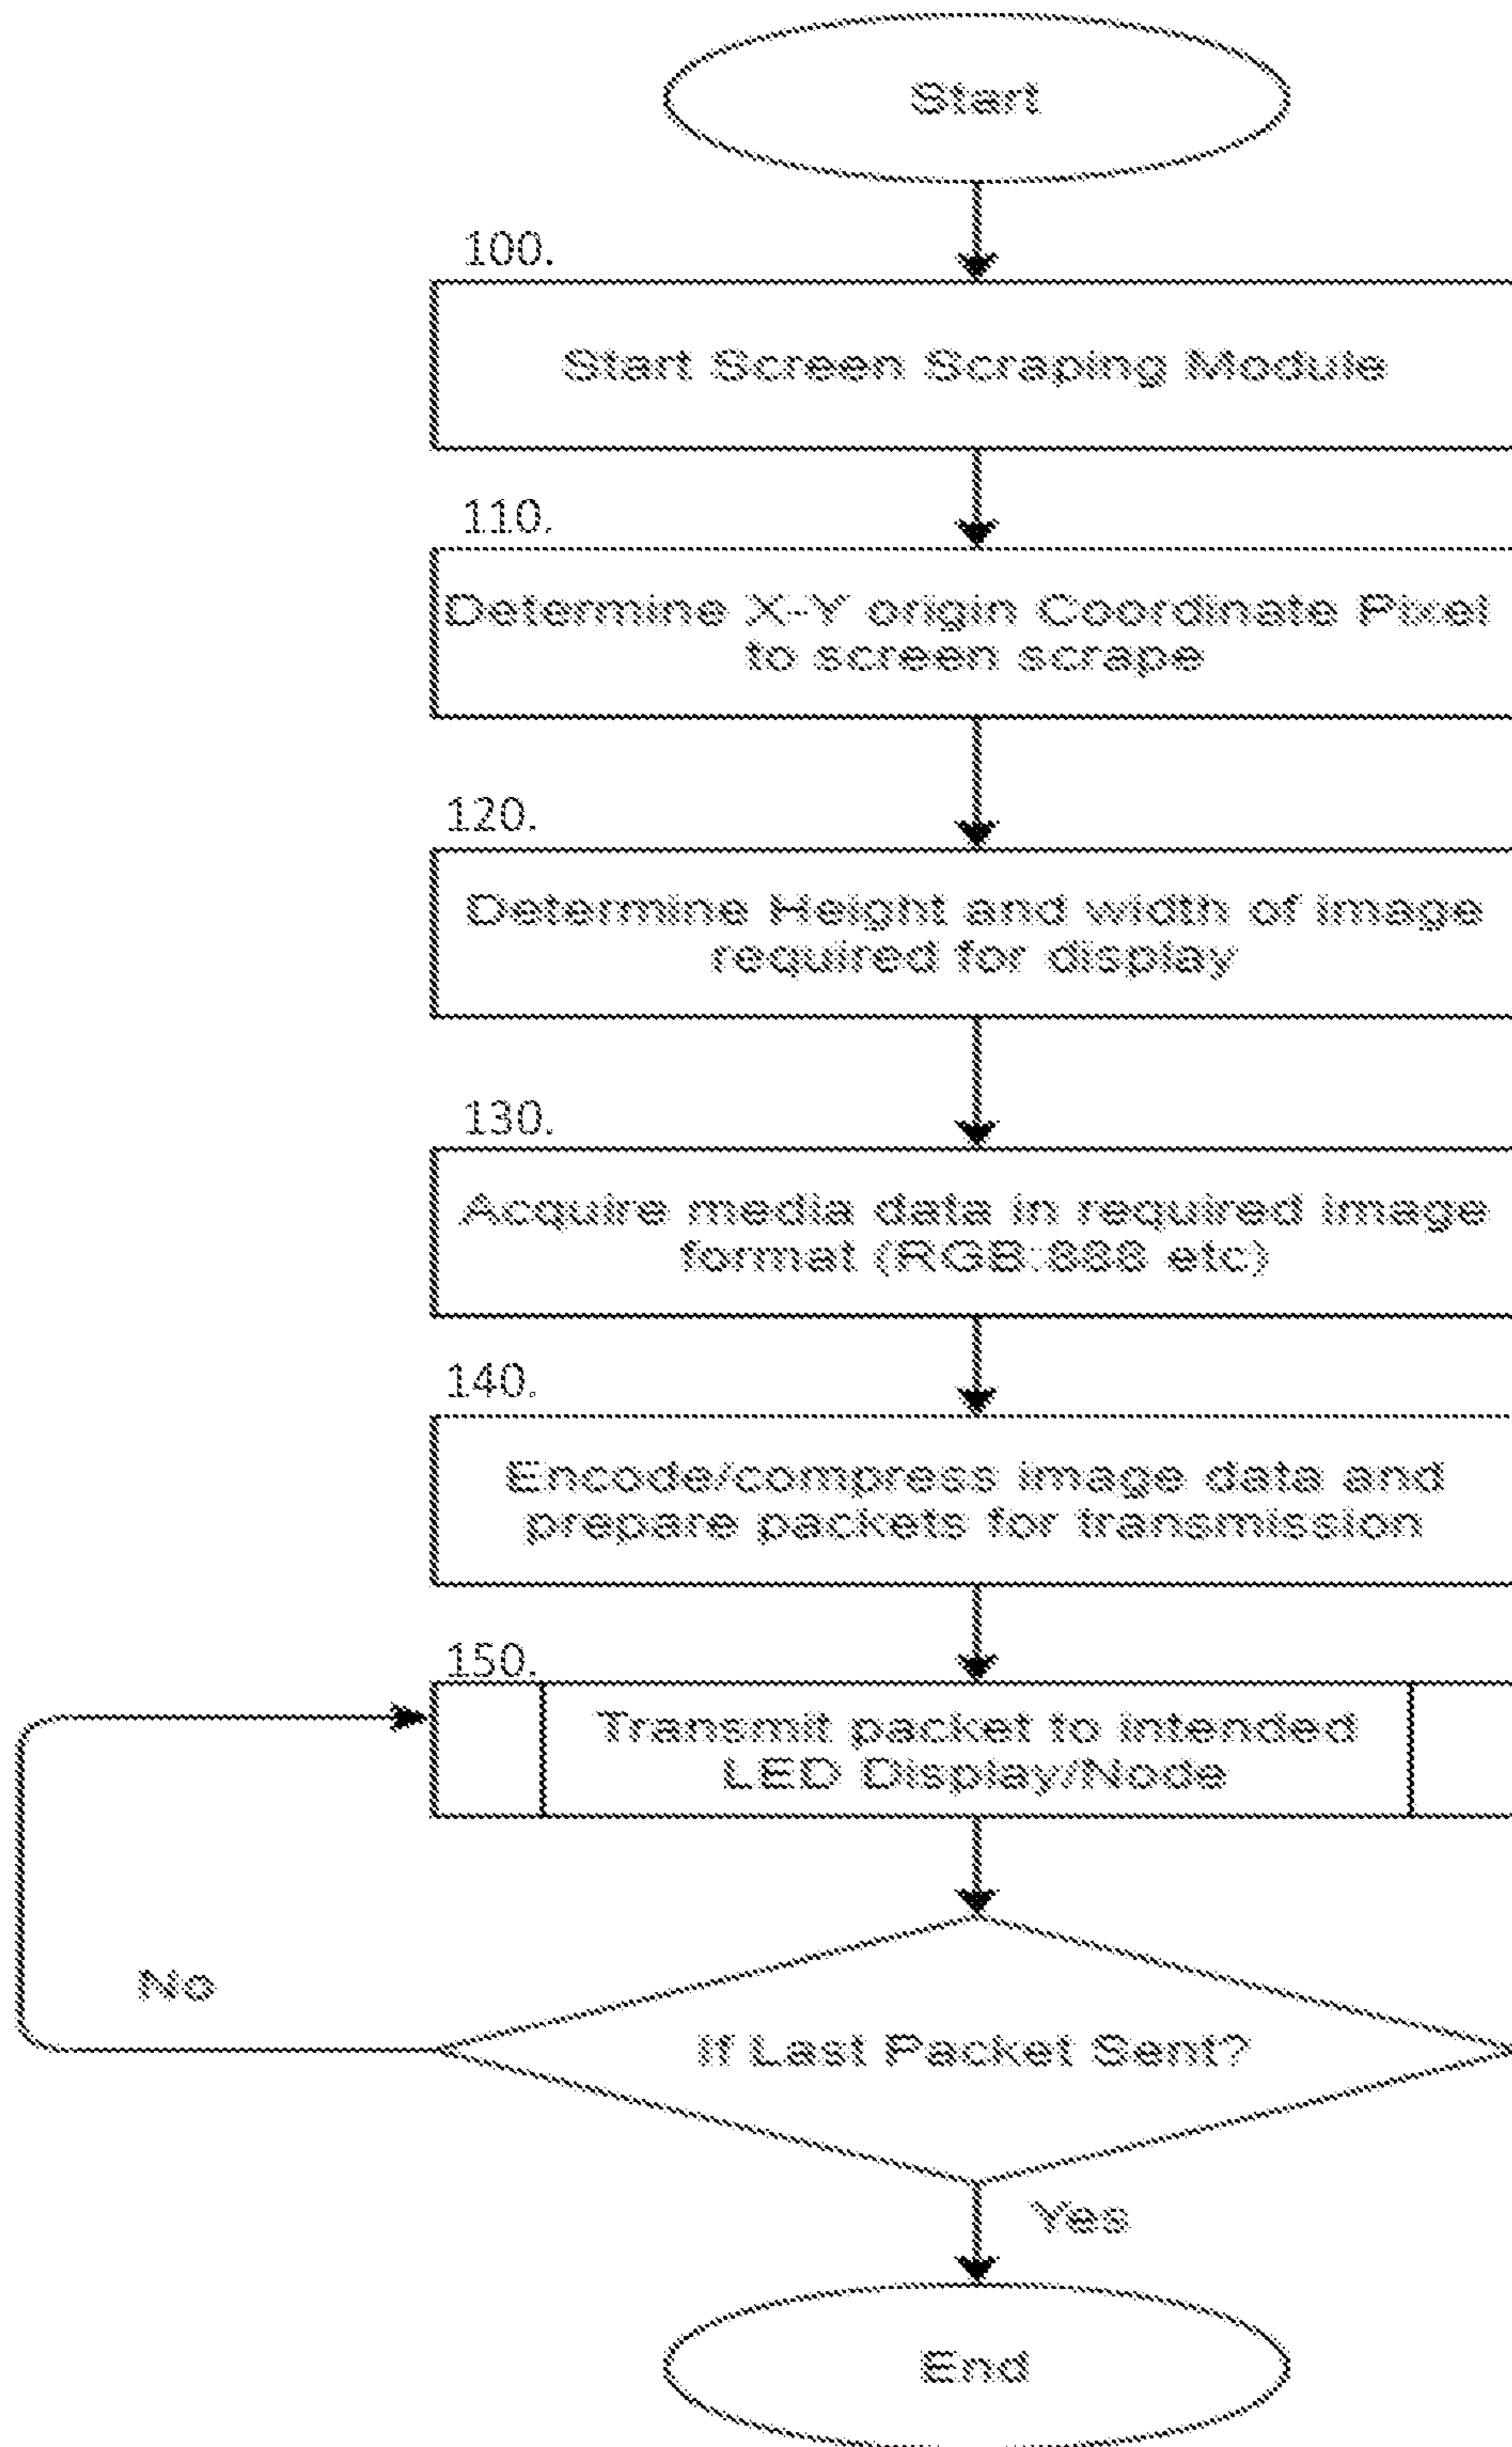 Start
100.
Start Screen Scraping Module
110.
Determine X-Y origin Coordinate Pixel
to screen scrape
120.
Determine Height and width of image
required for display
130.
Acquire media data in required image
format (RGB:888 etc)
140.
Encode/compress image data and
prepare packets for transmission
150.
Transmit packet to intended
LED Display/Node
No
If Last Packet Sent?
Yes
End